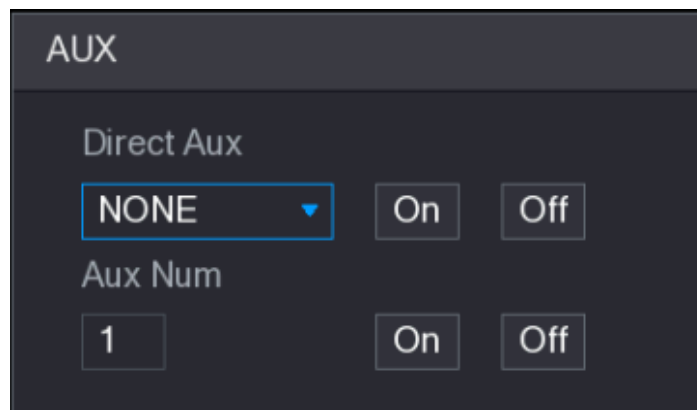 AUX
Direct Aux
NONE On Off
Aux Num
1 On Off